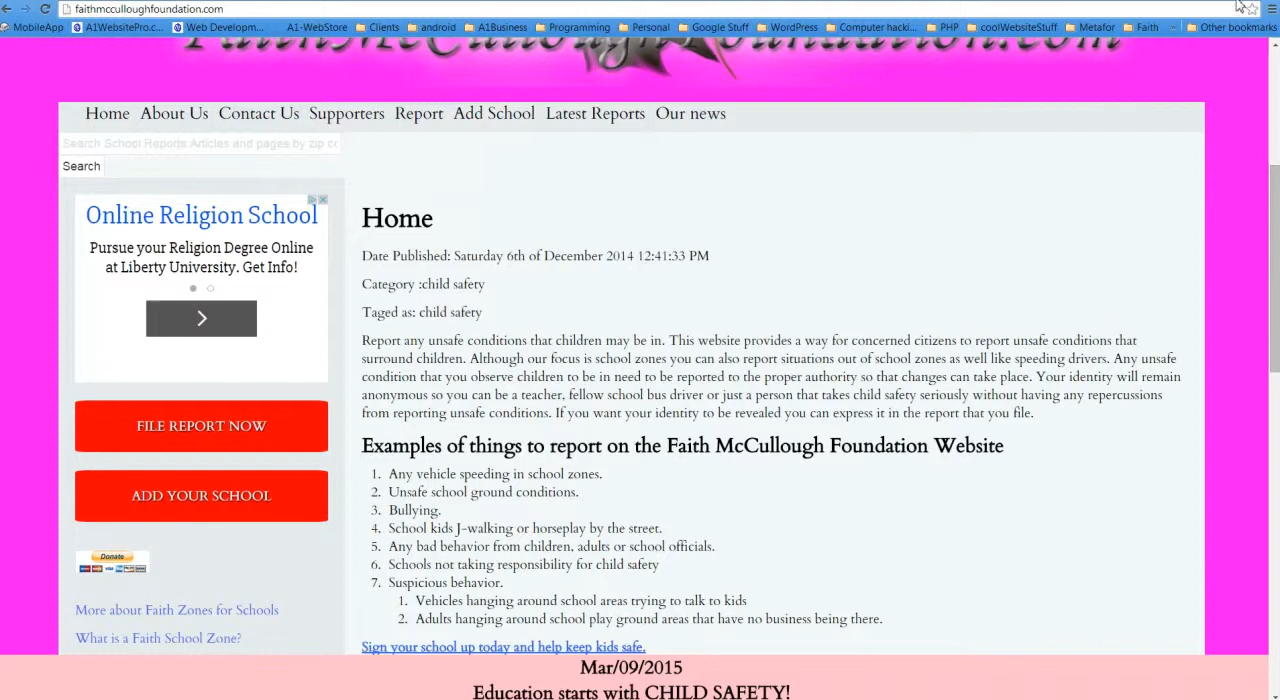 faithmcculloughfoundation.com
MobileApp A1WebsitePro.c... Web Developm... A1-WebStore Clients android A1Business Programming Personal Google Stuff WordPress Computer hacki... PHP coolWebsiteStuff Metafor Faith » Other bookmarks
FaithMcCulloughFoundation.com
Home About Us Contact Us Supporters Report Add School Latest Reports Our news
Search School Reports Articles and pages by zip co
Search
Online Religion School
Pursue your Religion Degree Online
at Liberty University. Get Info!
FILE REPORT NOW
ADD YOUR SCHOOL
Donate
More about Faith Zones for Schools
What is a Faith School Zone?
Home
Date Published: Saturday 6th of December 2014 12:41:33 PM
Category :child safety
Taged as: child safety
Report any unsafe conditions that children may be in. This website provides a way for concerned citizens to report unsafe conditions that
surround children. Although our focus is school zones you can also report situations out of school zones as well like speeding drivers. Any unsafe
condition that you observe children to be in need to be reported to the proper authority so that changes can take place. Your identity will remain
anonymous so you can be a teacher, fellow school bus driver or just a person that takes child safety seriously without having any repercussions
from reporting unsafe conditions. If you want your identity to be revealed you can express it in the report that you file.
Examples of things to report on the Faith McCullough Foundation Website
1. Any vehicle speeding in school zones.
2. Unsafe school ground conditions.
3. Bullying.
4. School kids J-walking or horseplay by the street.
5. Any bad behavior from children, adults or school officials.
6. Schools not taking responsibility for child safety
7. Suspicious behavior.
1. Vehicles hanging around school areas trying to talk to kids
2. Adults hanging around school play ground areas that have no business being there.
Sign your school up today and help keep kids safe.
Mar/09/2015
Education starts with CHILD SAFETY!